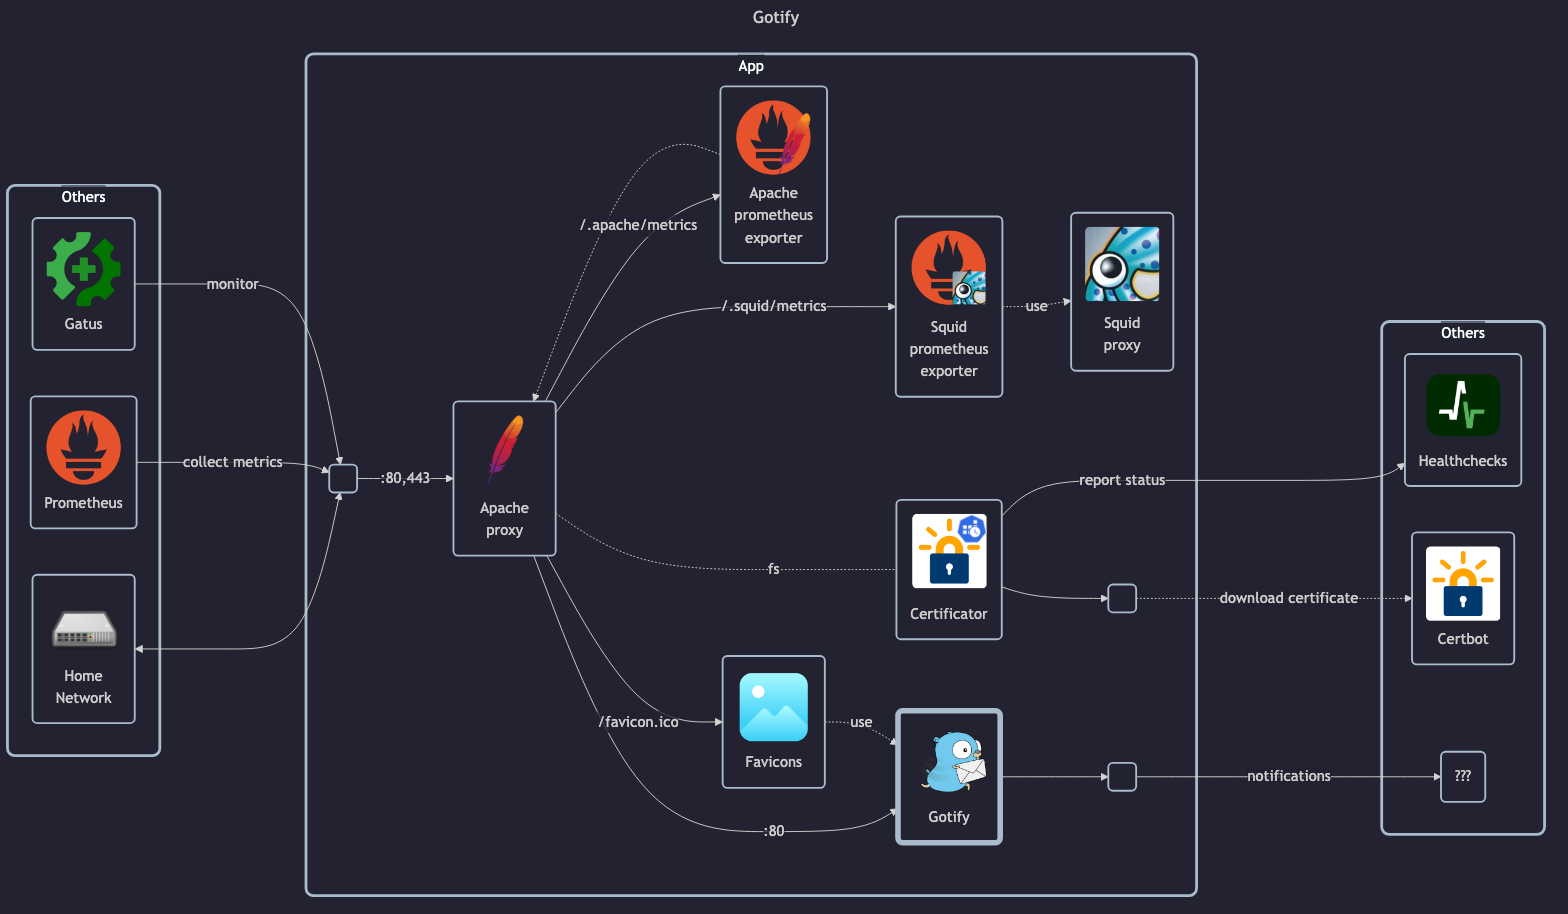 Gotify
App
Others
Gatus
Prometheus
Home
Network
monitor
collect metrics
:80,443
Apache
proxy
/.apache/metrics
Apache
prometheus
exporter
/.squid/metrics
Squid
prometheus
exporter
use
Squid
proxy
fs
Certificator
report status
download certificate
/favicon.ico
Favicons
use
:80
Gotify
notifications
Others
Healthchecks
Certbot
???